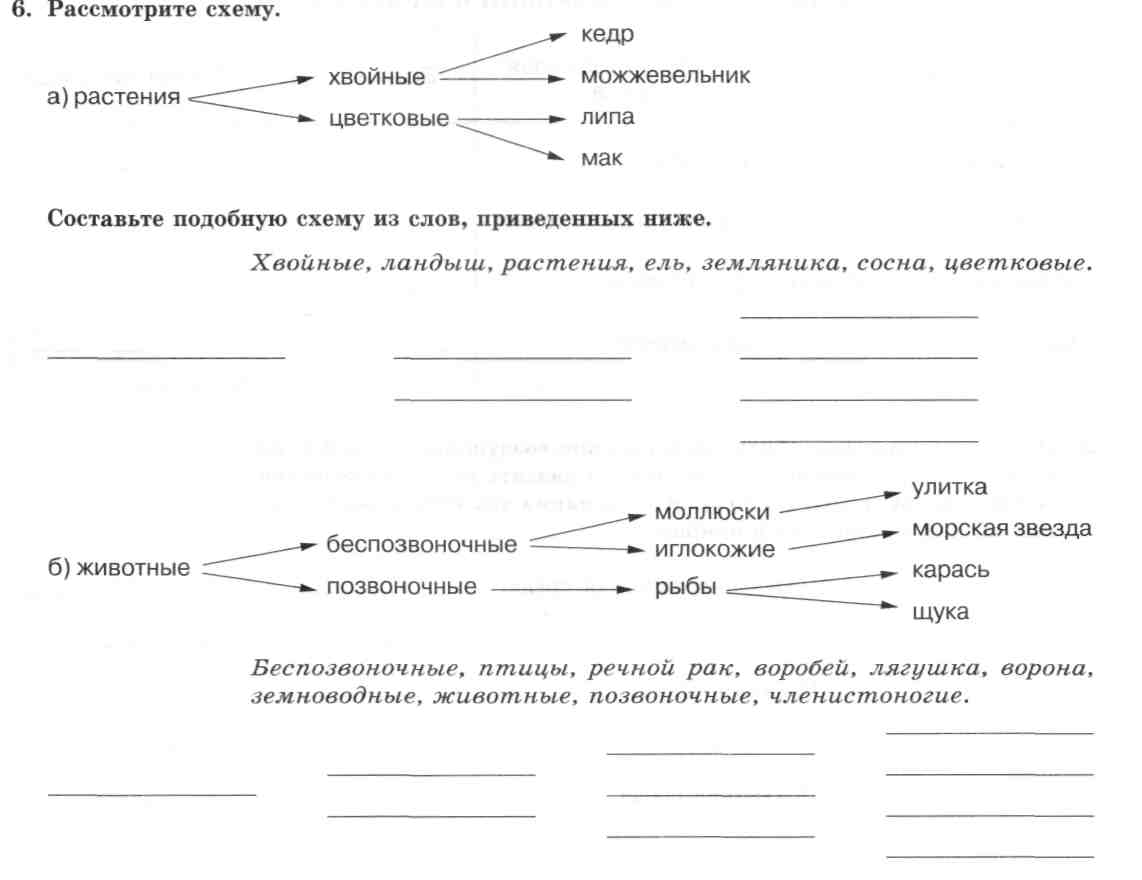 6. Рассмотрите схему.
кедр
хвойные
можжевельник
а) растения
цветковые
липа
мак
Составьте подобную схему из слов, приведенных ниже.
Хвойные, ландыш, растения, ель, земляника, сосна, цветковые.
улитка
моллюски
морская звезда
беспозвоночные
иглокожие
б) животные
карась
позвоночные
рыбы
щука
Беспозвоночные, птицы, речной рак, воробей, лягушка, ворона,
земноводные, животные, позвоночные, членистоногие.